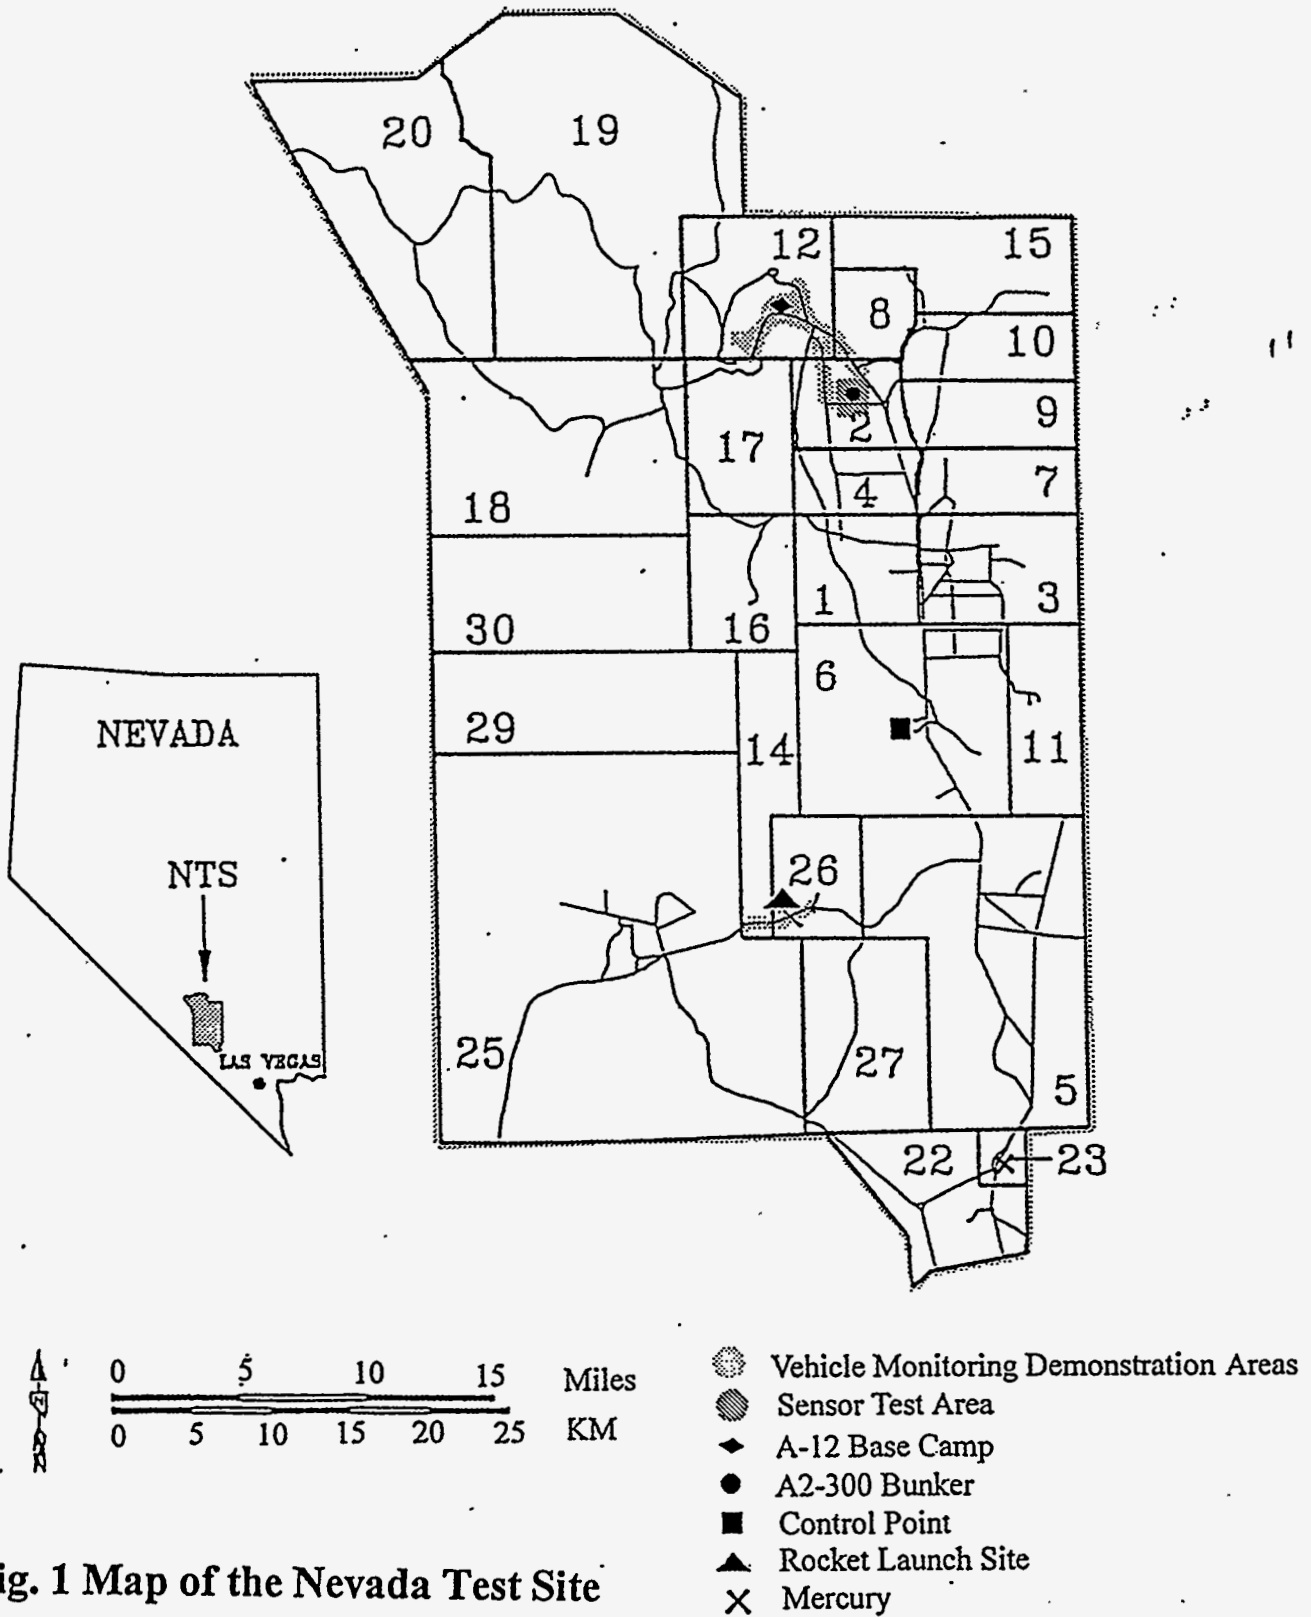 20
19
12
15
8
10
9
2
17
7
4
18
1
3
16
30
6
NEVADA
29
14
11
NTS
26
25
LAS VEGAS
27
5
22
23
0 5 10 15 Miles
0 5 10 15 20 25 KM
N
Vehicle Monitoring Demonstration Areas
Sensor Test Area
A-12 Base Camp
A2-300 Bunker
Control Point
Rocket Launch Site
Mercury
ig. 1 Map of the Nevada Test Site